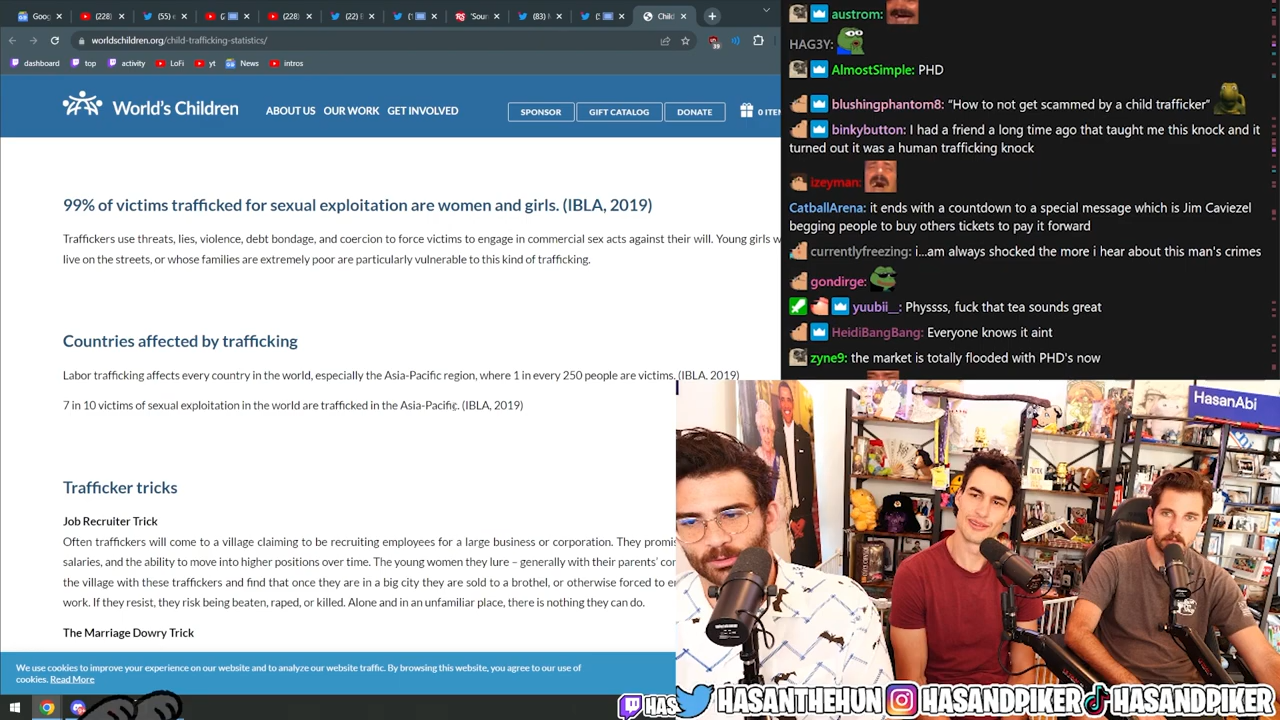 Goog
(228)
(55)
(228)
(22)
'Sour
(83)
Child
worldschildren.org/child-trafficking-statistics/
39
dashboard top activity LoFi yt News intros
World's Children
ABOUT US OUR WORK GET INVOLVED
SPONSOR GIFT CATALOG DONATE
99% of victims trafficked for sexual exploitation are women and girls. (IBLA, 2019)
Traffickers use threats, lies, violence, debt bondage, and coercion to force victims to engage in commercial sex acts against their will. Young girls w
live on the streets, or whose families are extremely poor are particularly vulnerable to this kind of trafficking.
Countries affected by trafficking
Labor trafficking affects every country in the world, especially the Asia-Pacific region, where 1 in every 250 people are victims. (IBLA, 2019)
7 in 10 victims of sexual exploitation in the world are trafficked in the Asia-Pacific. (IBLA, 2019)
Trafficker tricks
Job Recruiter Trick
Often traffickers will come to a village claiming to be recruiting employees for a large business or corporation. They promi
salaries, and the ability to move into higher positions over time. The young women they lure – generally with their parents' con
the village with these traffickers and find that once they are in a big city they are sold to a brothel, or otherwise forced to en
work. If they resist, they risk being beaten, raped, or killed. Alone and in an unfamiliar place, there is nothing they can do.
The Marriage Dowry Trick
We use cookies to improve your experience on our website and to analyze our website traffic. By browsing this website, you agree to our use of
cookies. Read More
austrom:
HAG3Y:
AlmostSimple: PHD
blushingphantom8: “How to not get scammed by a child trafficker”
binkybutton: I had a friend a long time ago that taught me this knock and it
turned out it was a human trafficking knock
izeyman:
CatballArena: it ends with a countdown to a special message which is Jim Caviezel
begging people to buy others tickets to pay it forward
currentlyfreezing: i...am always shocked the more i hear about this man's crimes
gondirge:
yuubii__: Physsss, fuck that tea sounds great
HeidiBangBang: Everyone knows it aint
zyne9: the market is totally flooded with PHD's now
HasanAbi
HAS HASANTHEHUN HASANDPIKER HASANDPIKER